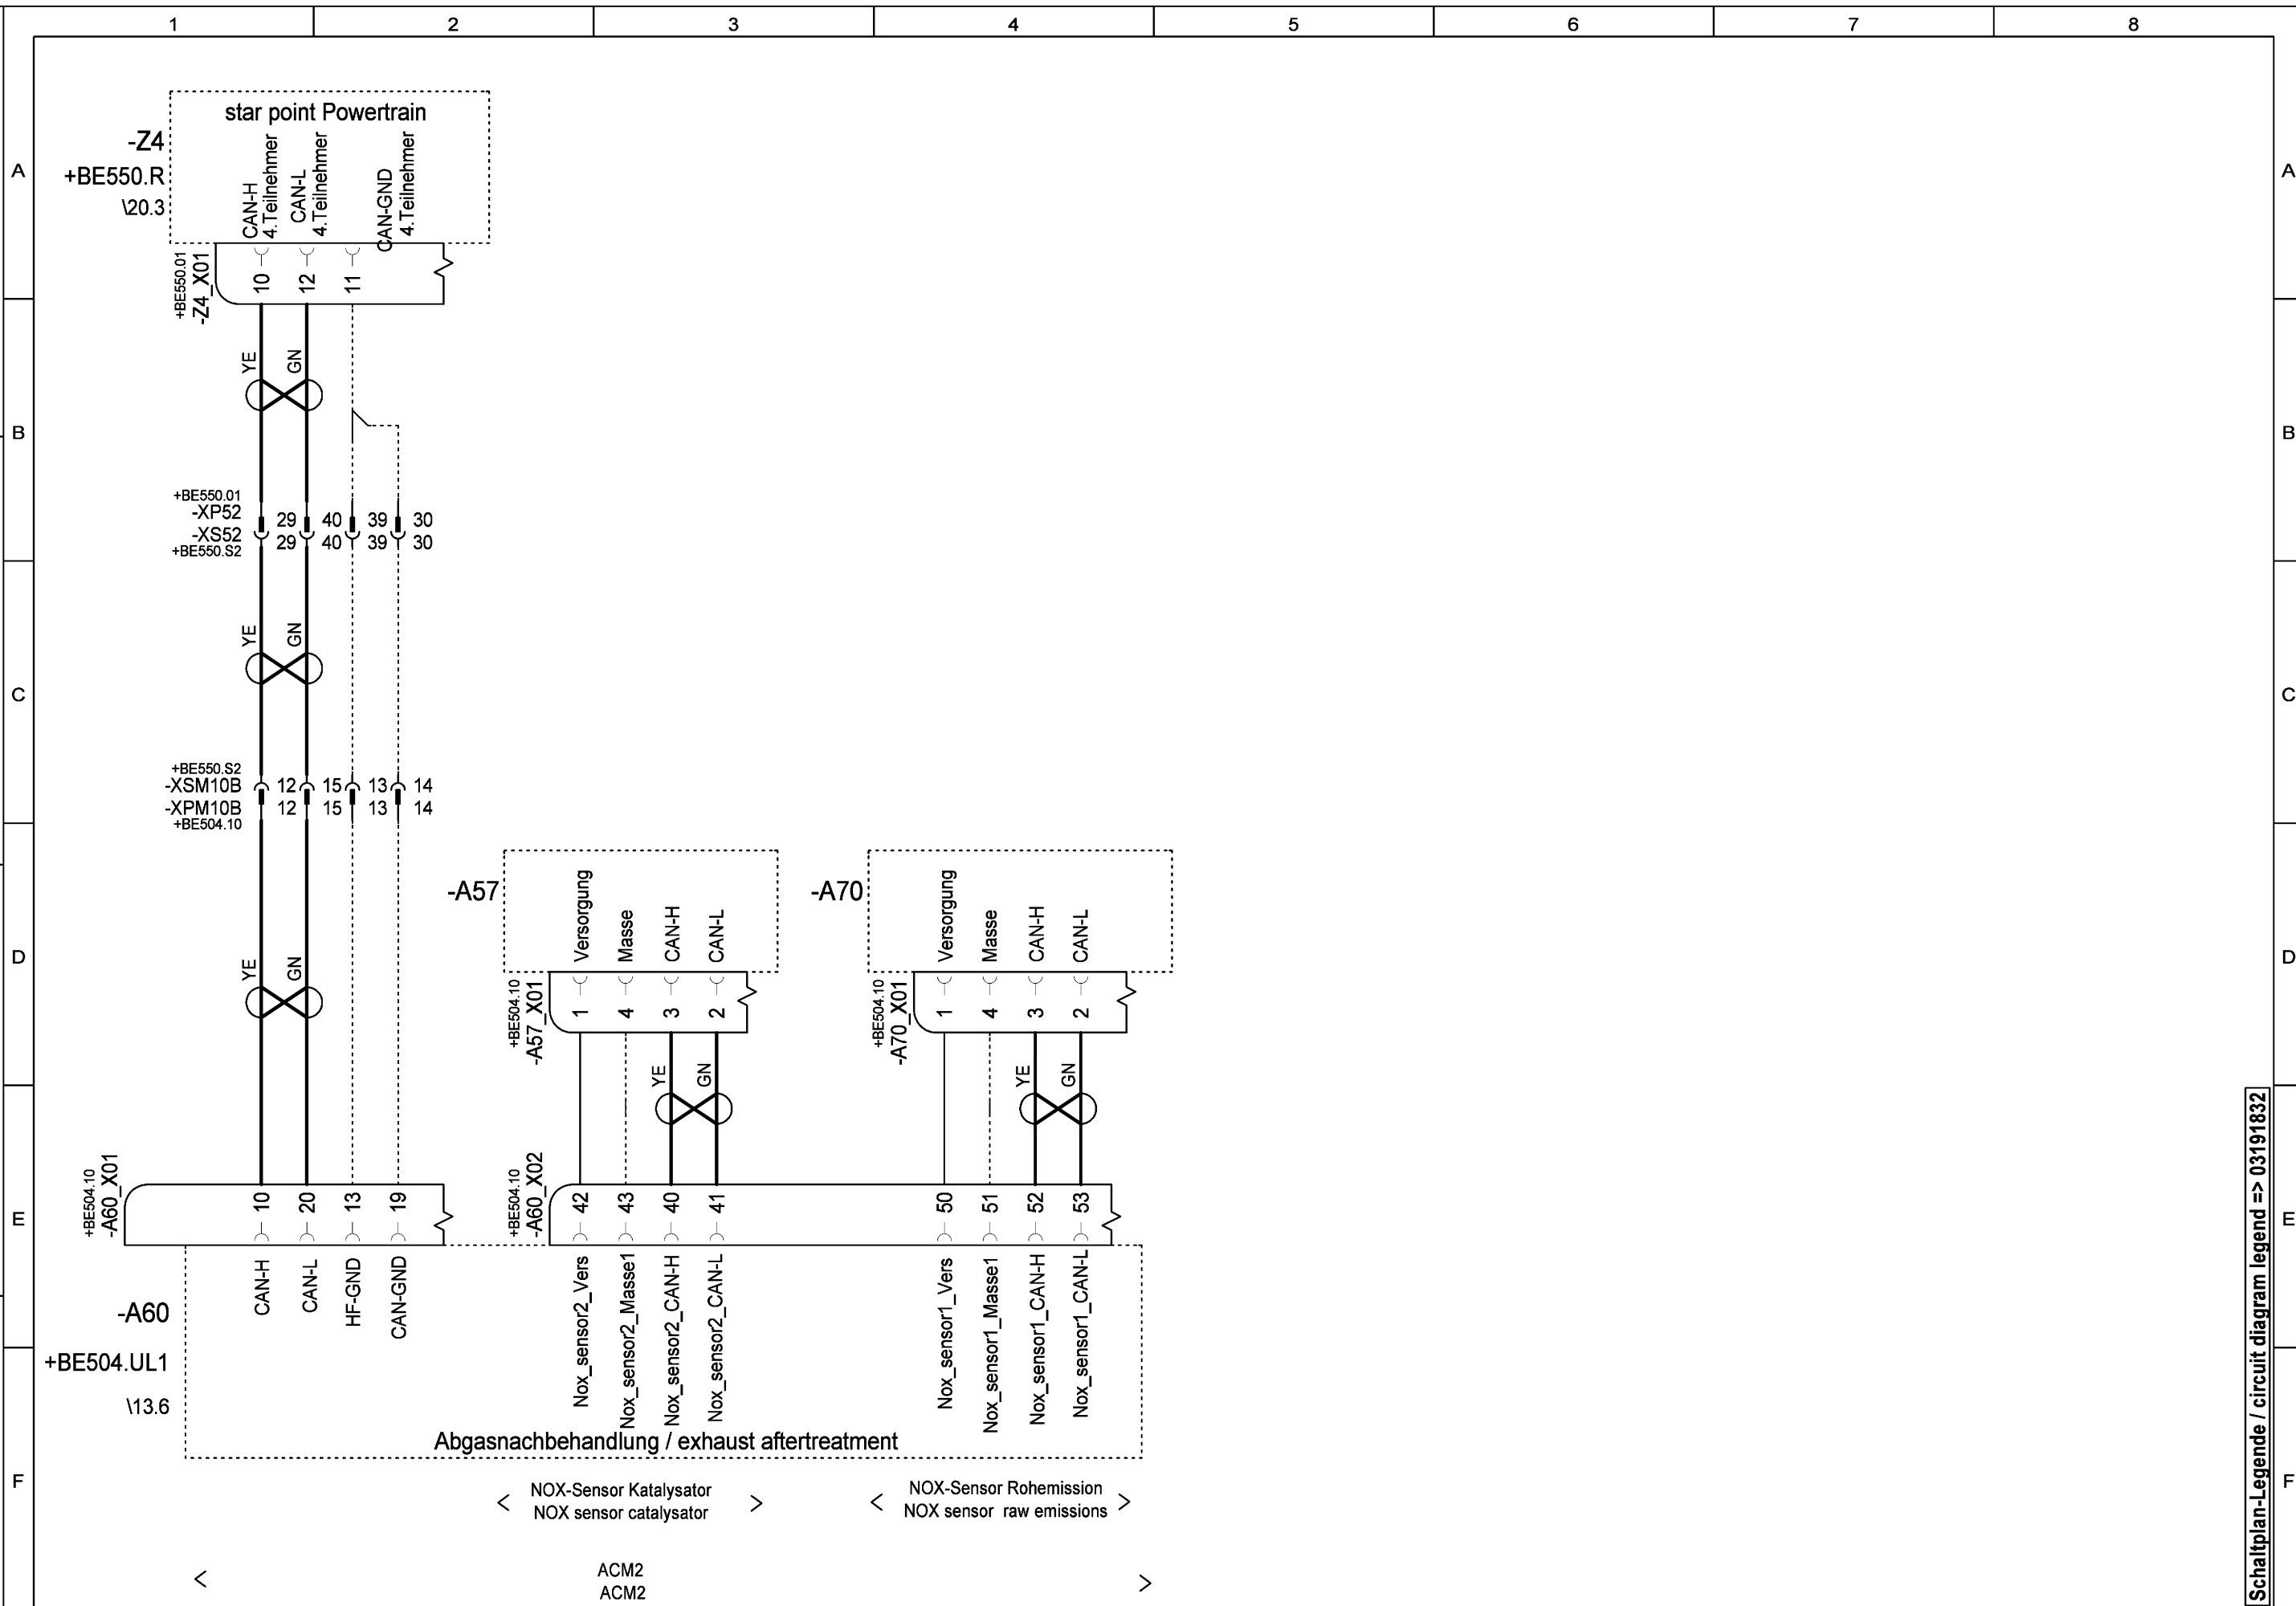 1 2 3 4 5 6 7 8
A A
B B
C C
D D
E E
F F
star point Powertrain
-Z4
+BE550.R
\20.3
CAN-H
4.Teilnehmer
CAN-L
4.Teilnehmer
CAN-GND
4.Teilnehmer
+BE550.01
-Z4_X01
10 12 11
YE GN
+BE550.01
-XP52 29 40 39 30
-XS52 29 40 39 30
+BE550.S2
YE GN
+BE550.S2
-XSM10B 12 15 13 14
-XPM10B 12 15 13 14
+BE504.10
YE GN
-A57
Versorgung
Masse
CAN-H
CAN-L
+BE504.10
-A57_X01
1 4 3 2
YE GN
-A70
Versorgung
Masse
CAN-H
CAN-L
+BE504.10
-A70_X01
1 4 3 2
YE GN
+BE504.10
-A60_X01
10 20 13 19
CAN-H
CAN-L
HF-GND
CAN-GND
+BE504.10
-A60_X02
42 43 40 41 50 51 52 53
Nox_sensor2_Vers
Nox_sensor2_Masse1
Nox_sensor2_CAN-H
Nox_sensor2_CAN-L
Nox_sensor1_Vers
Nox_sensor1_Masse1
Nox_sensor1_CAN-H
Nox_sensor1_CAN-L
-A60
+BE504.UL1
\13.6
Abgasnachbehandlung / exhaust aftertreatment
NOX-Sensor Katalysator
NOX sensor catalysator
NOX-Sensor Rohemission
NOX sensor raw emissions
ACM2
ACM2
Schaltplan-Legende / circuit diagram legend => 03191832